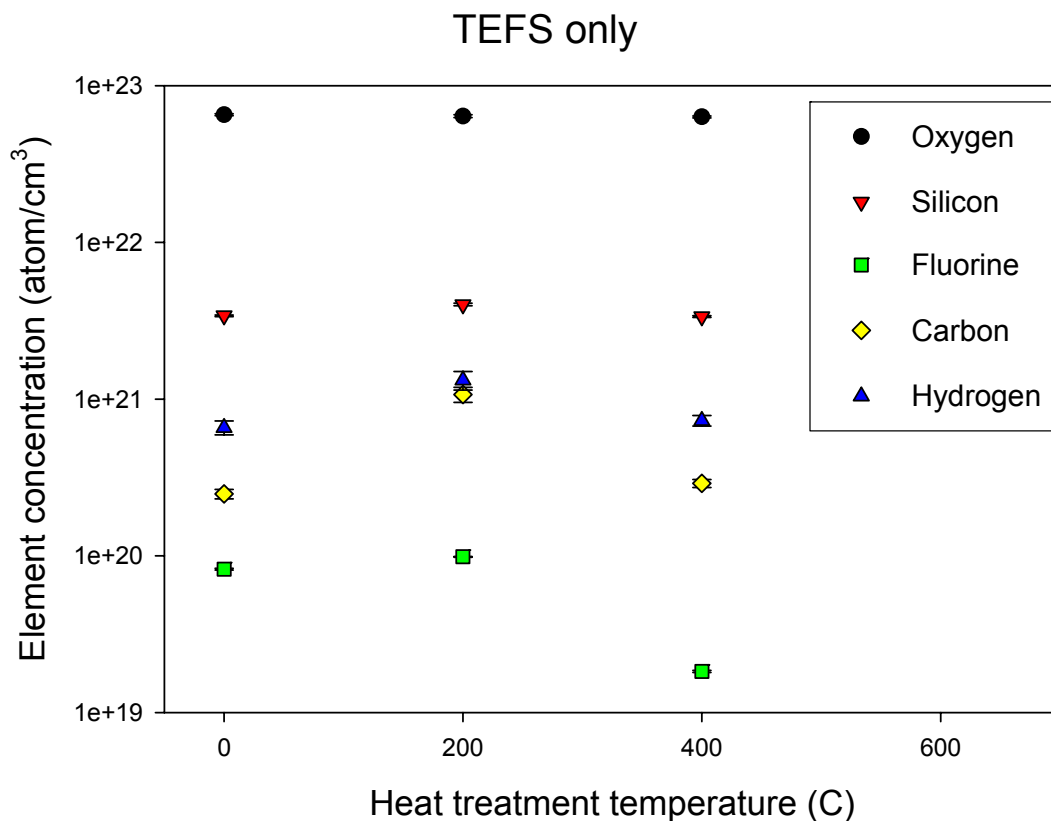 TEFS only
Element concentration (atom/cm³)
1e+23
1e+22
1e+21
1e+20
1e+19
Oxygen
Silicon
Fluorine
Carbon
Hydrogen
0 200 400 600
Heat treatment temperature (C)